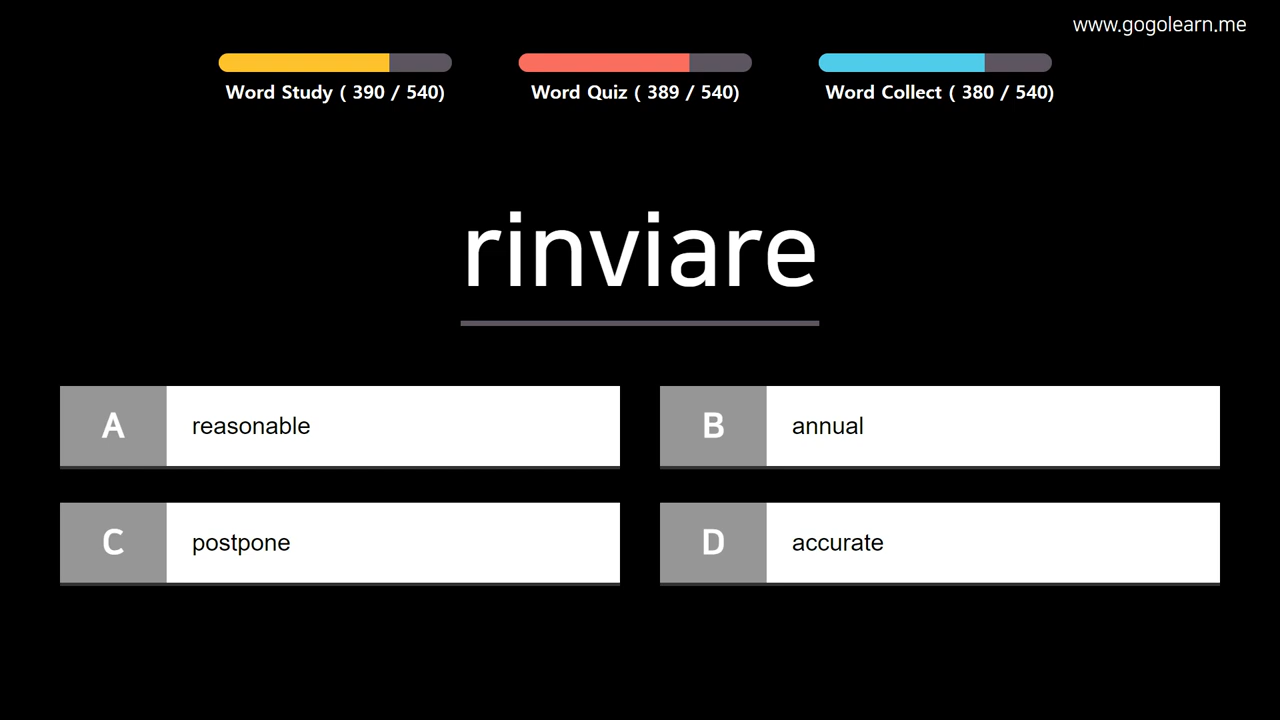 www.gogolearn.me
Word Study ( 390 / 540)
Word Quiz ( 389 / 540)
Word Collect ( 380 / 540)
rinviare
A reasonable
B annual
C postpone
D accurate